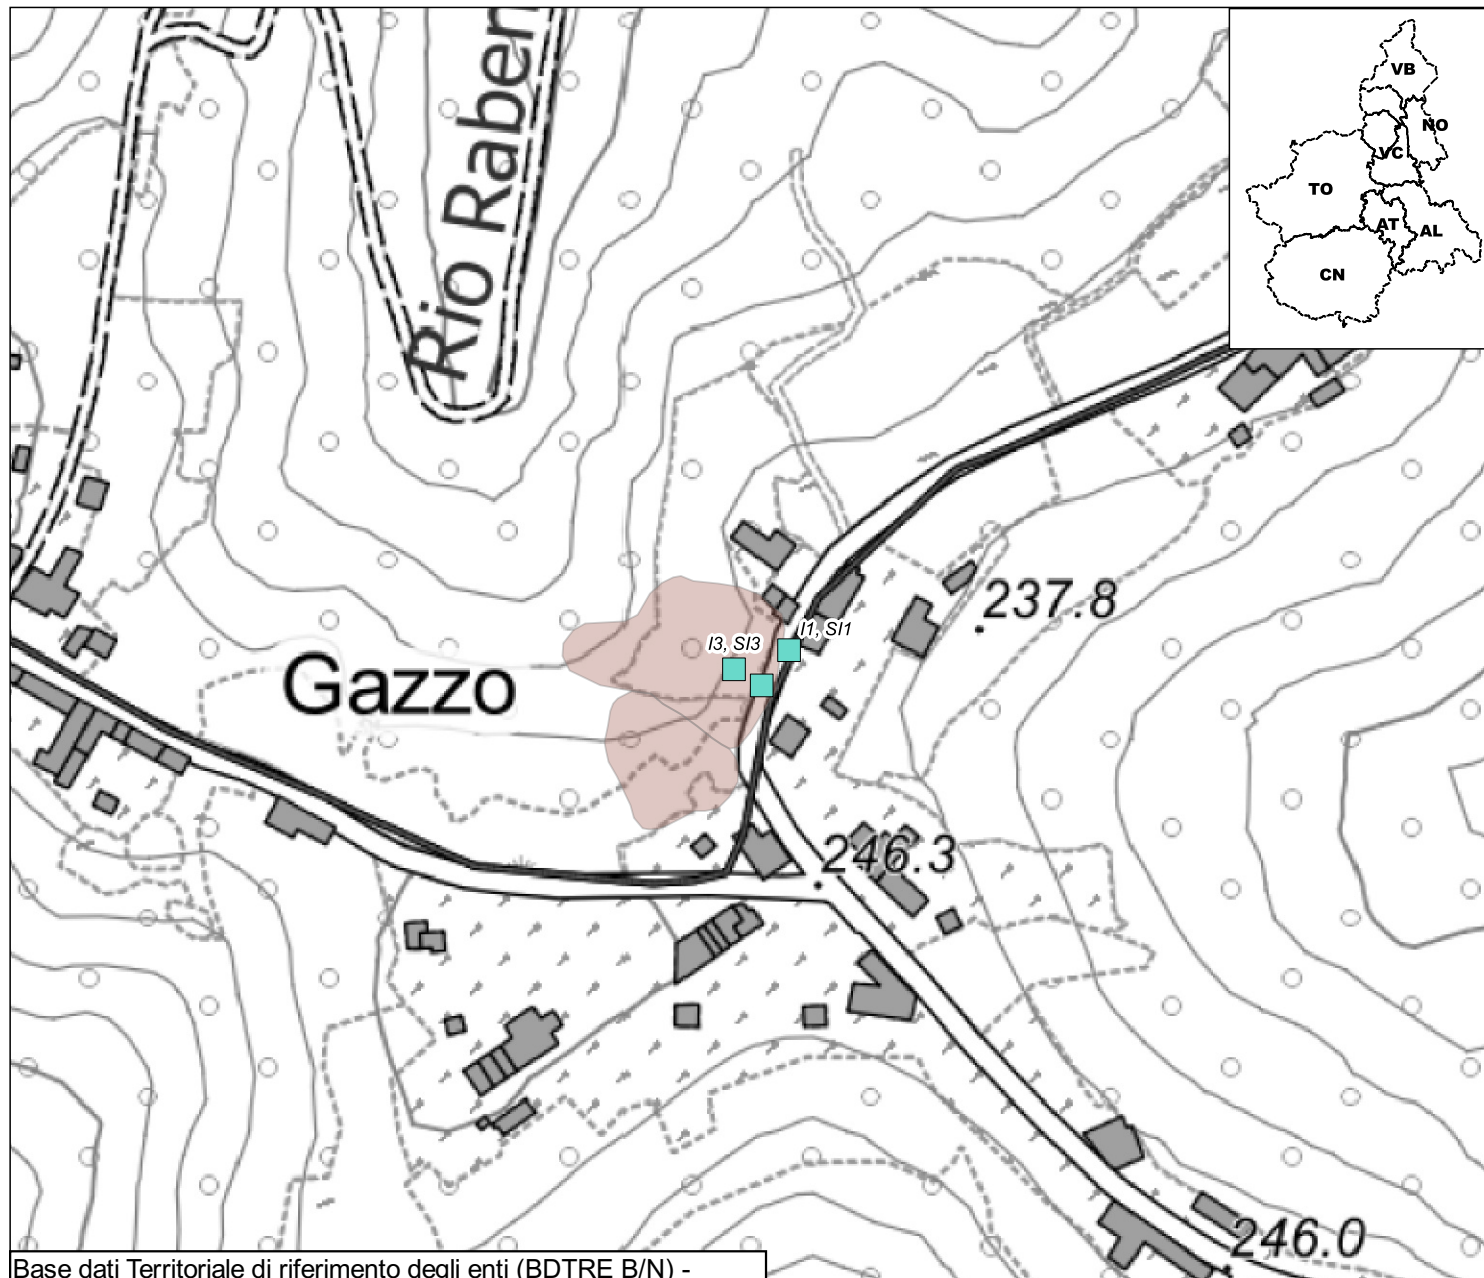 Rio Raber
VB
NO
VC
TO
AT
AL
CN
237.8
I1, SI1
I3, SI3
Gazzo
246.3
246.0
Base dati Territoriale di riferimento degli enti (BDTRE B/N) -